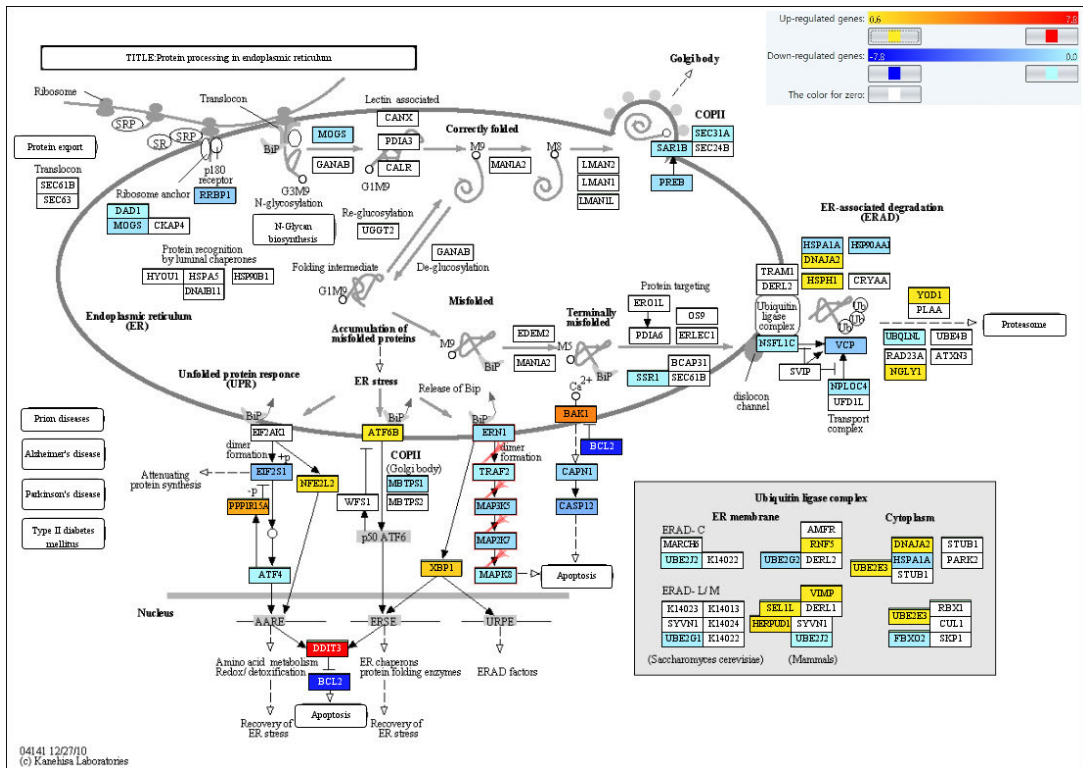 Up-regulated genes:
0.6
7.8
Down-regulated genes:
-7.8
0.0
The color for zero:
TITLE:Protein processing in endoplasmic reticulum
Ribosome
SRP
SR
SRP
Protein export
Translocon
SEC61B
SEC63
p180
receptor
Ribosome anchor
RRBP1
DAD1
MOGS
CKAP4
Translocon
BiP
G3M9
N-glycosylation
MOGS
GANAB
N-Glycan
biosynthesis
Lectin associated
CANX
PDIA3
CALR
G1M9
Re-glucosylation
UGGT2
Correctly folded
M9
MAN1A2
M8
LMAN2
LMAN1
LMAN1L
Golgi body
COPII
SEC31A
SAR1B
SEC24B
PREB
Protein recognition
by luminal chaperones
HYOU1
HSPA5
HSP90B1
DNAJB11
Folding intermediate
G1M9
GANAB
De-glucosylation
Endoplasmic reticulum
(ER)
Accumulation of
misfolded proteins
Misfolded
M9
EDEM2
MAN1A2
Terminally
misfolded
M5
BiP
Protein targeting
ERO1L
OS9
PDIA6
ERLEC1
BCAP31
SSR1
SEC61B
ER-associated degradation
(ERAD)
HSPA1A
HSP90AA1
DNAJA2
HSPH1
CRYAA
TRAM1
DERL2
Ubiquitin
ligase
complex
Ub
Ub
Ub
NSFL1C
VCP
SVIP
dislocon
channel
NPLOC4
UFD1L
Transport
complex
YOD1
PLAA
UBQLNL
UBE4B
RAD23A
ATXN3
NGLY1
Proteasome
Unfolded protein responce
(UPR)
ER stress
Release of Bip
Ca2+
BiP
BiP
BiP
Prion diseases
Alzheimer's disease
Parkinson's disease
Type II diabetes
mellitus
EIF2AK1
dimer
formation
+p
Attenuating
protein synthesis
EIF2S1
NFE2L2
-p
PPP1R15A
ATF4
ATF6B
COPII
(Golgi body)
MBTPS1
MBTPS2
WFS1
p50 ATF6
ERN1
dimer
formation
TRAF2
MAP3K5
MAP2K7
MAPK8
XBP1
BAK1
BCL2
CAPN1
CASP12
Apoptosis
Nucleus
AARE
ERSE
URPE
DDIT3
BCL2
Apoptosis
Amino acid metabolism
Redox/ detoxification
Recovery of
ER stress
ER chaperons
protein folding enzymes
Recovery of
ER stress
ERAD factors
Ubiquitin ligase complex
ER membrane
Cytoplasm
ERAD- C
MARCH6
UBE2J2
K14022
AMFR
RNF5
UBE2G2
DERL2
DNAJA2
UBE2E3
HSPA1A
STUB1
STUB1
PARK2
ERAD- L/M
K14023
K14013
SYVN1
K14024
UBE2G1
K14022
(Saccharomyces cerevisiae)
VIMP
SEL1L
DERL1
HERPUD1
SYVN1
UBE2J2
(Mammals)
UBE2E3
RBX1
CUL1
FBXO2
SKP1
04141 12/27/10
(c) Kanehisa Laboratories